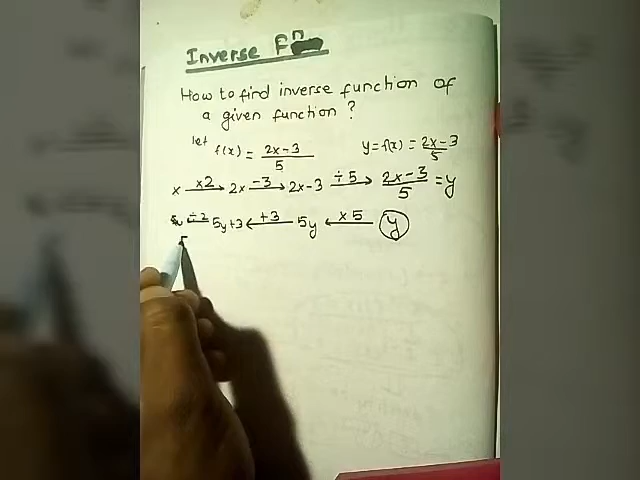 Inverse Fn
How to find inverse function of
a given function?
let f(x) = 2x-3/5 y = f(x) = 2x-3/5
x ×2→ 2x -3→ 2x-3 ÷5→ 2x-3/5 = y
÷2← 5y+3 ←+3 5y ←×5 y